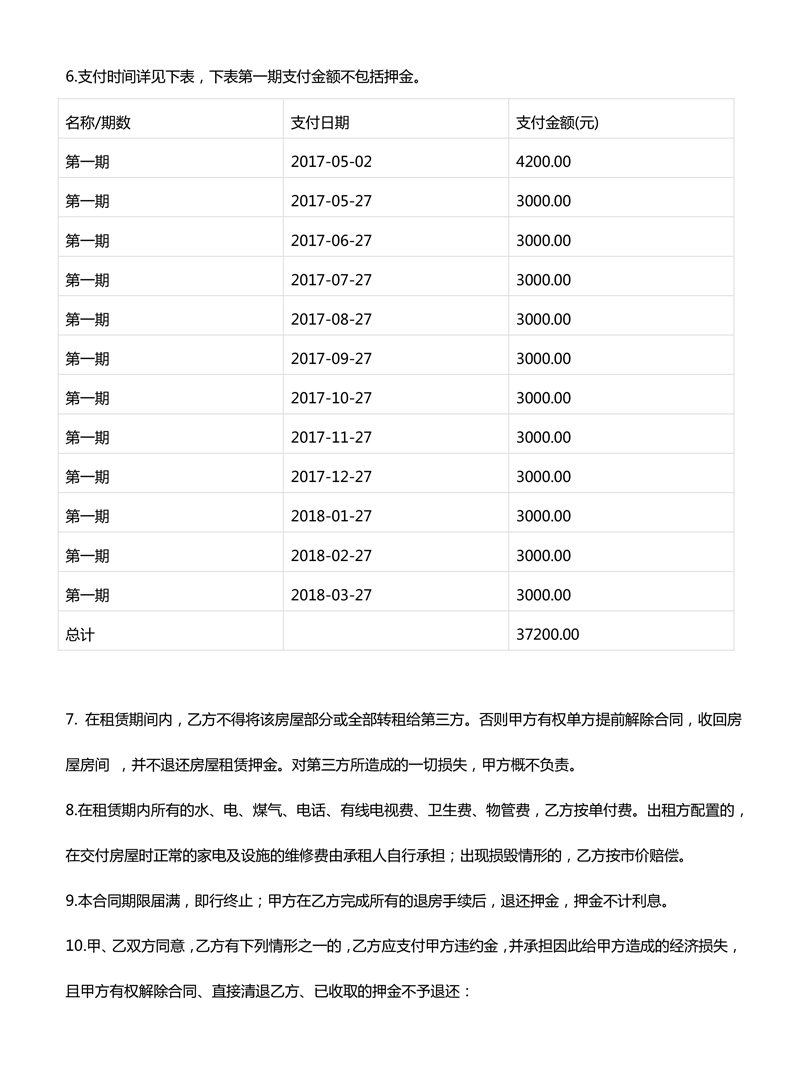 6.支付时间详见下表，下表第一期支付金额不包括押金。
名称/期数 支付日期 支付金额(元)
第一期 2017-05-02 4200.00
第一期 2017-05-27 3000.00
第一期 2017-06-27 3000.00
第一期 2017-07-27 3000.00
第一期 2017-08-27 3000.00
第一期 2017-09-27 3000.00
第一期 2017-10-27 3000.00
第一期 2017-11-27 3000.00
第一期 2017-12-27 3000.00
第一期 2018-01-27 3000.00
第一期 2018-02-27 3000.00
第一期 2018-03-27 3000.00
总计 37200.00
7. 在租赁期间内，乙方不得将该房屋部分或全部转租给第三方。否则甲方有权单方提前解除合同，收回房
屋房间 ，并不退还房屋租赁押金。对第三方所造成的一切损失，甲方概不负责。
8.在租赁期内所有的水、电、煤气、电话、有线电视费、卫生费、物管费，乙方按单付费。出租方配置的，
在交付房屋时正常的家电及设施的维修费由承租人自行承担；出现损毁情形的，乙方按市价赔偿。
9.本合同期限届满，即行终止；甲方在乙方完成所有的退房手续后，退还押金，押金不计利息。
10.甲、乙双方同意，乙方有下列情形之一的，乙方应支付甲方违约金，并承担因此给甲方造成的经济损失，
且甲方有权解除合同、直接清退乙方、已收取的押金不予退还：